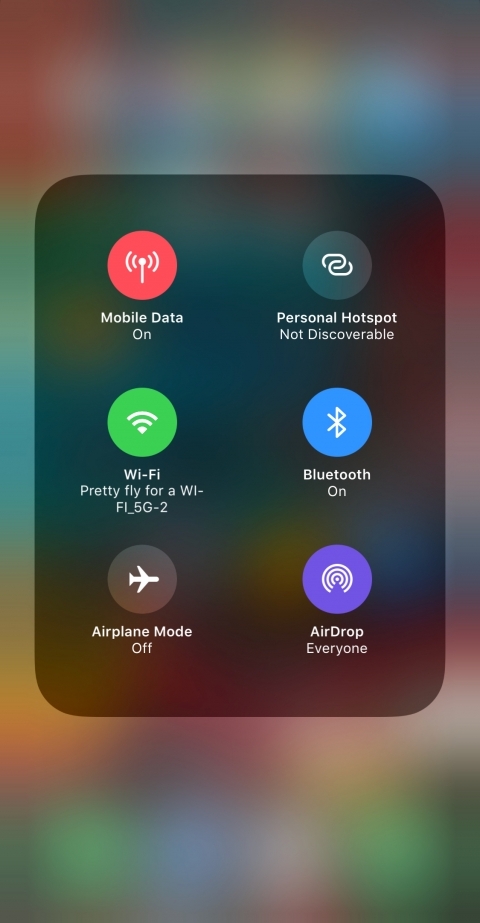 Mobile Data
On
Personal Hotspot
Not Discoverable
Wi-Fi
Pretty fly for a WI-
FI_5G-2
Bluetooth
On
Airplane Mode
Off
AirDrop
Everyone